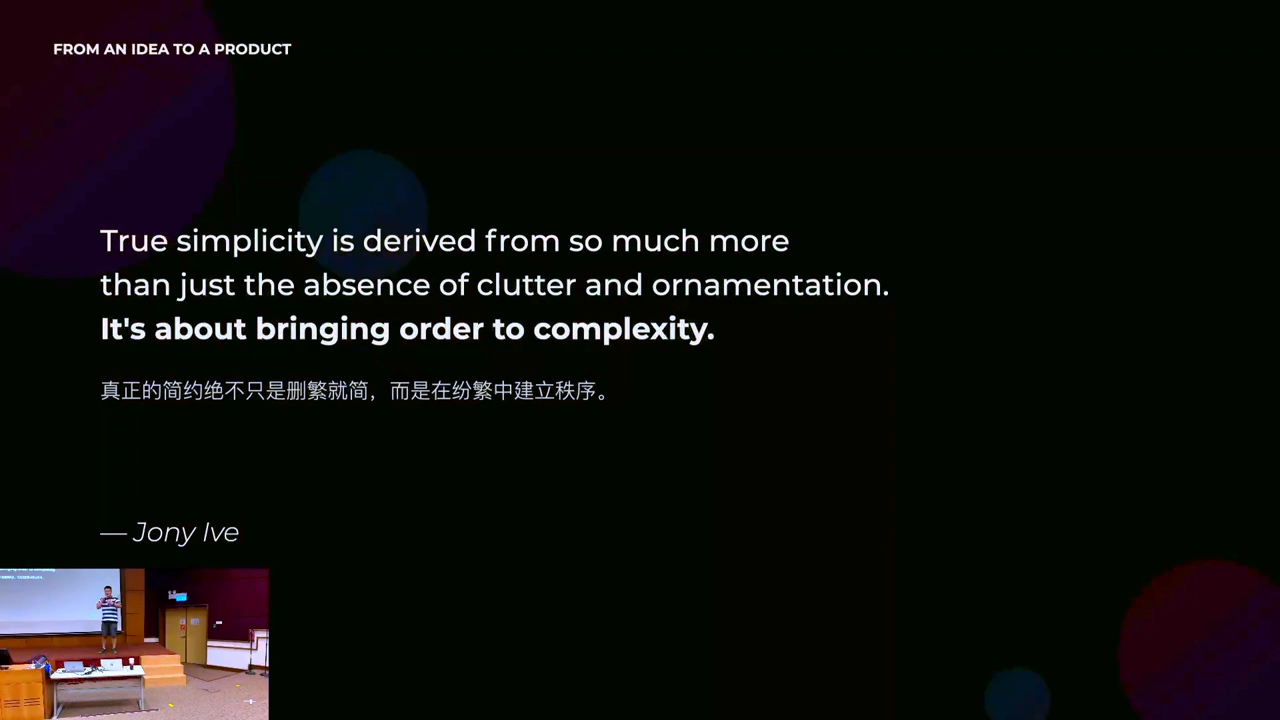 FROM AN IDEA TO A PRODUCT
True simplicity is derived from so much more
than just the absence of clutter and ornamentation.
It's about bringing order to complexity.
真正的简约绝不只是删繁就简，而是在纷繁中建立秩序。
— Jony Ive